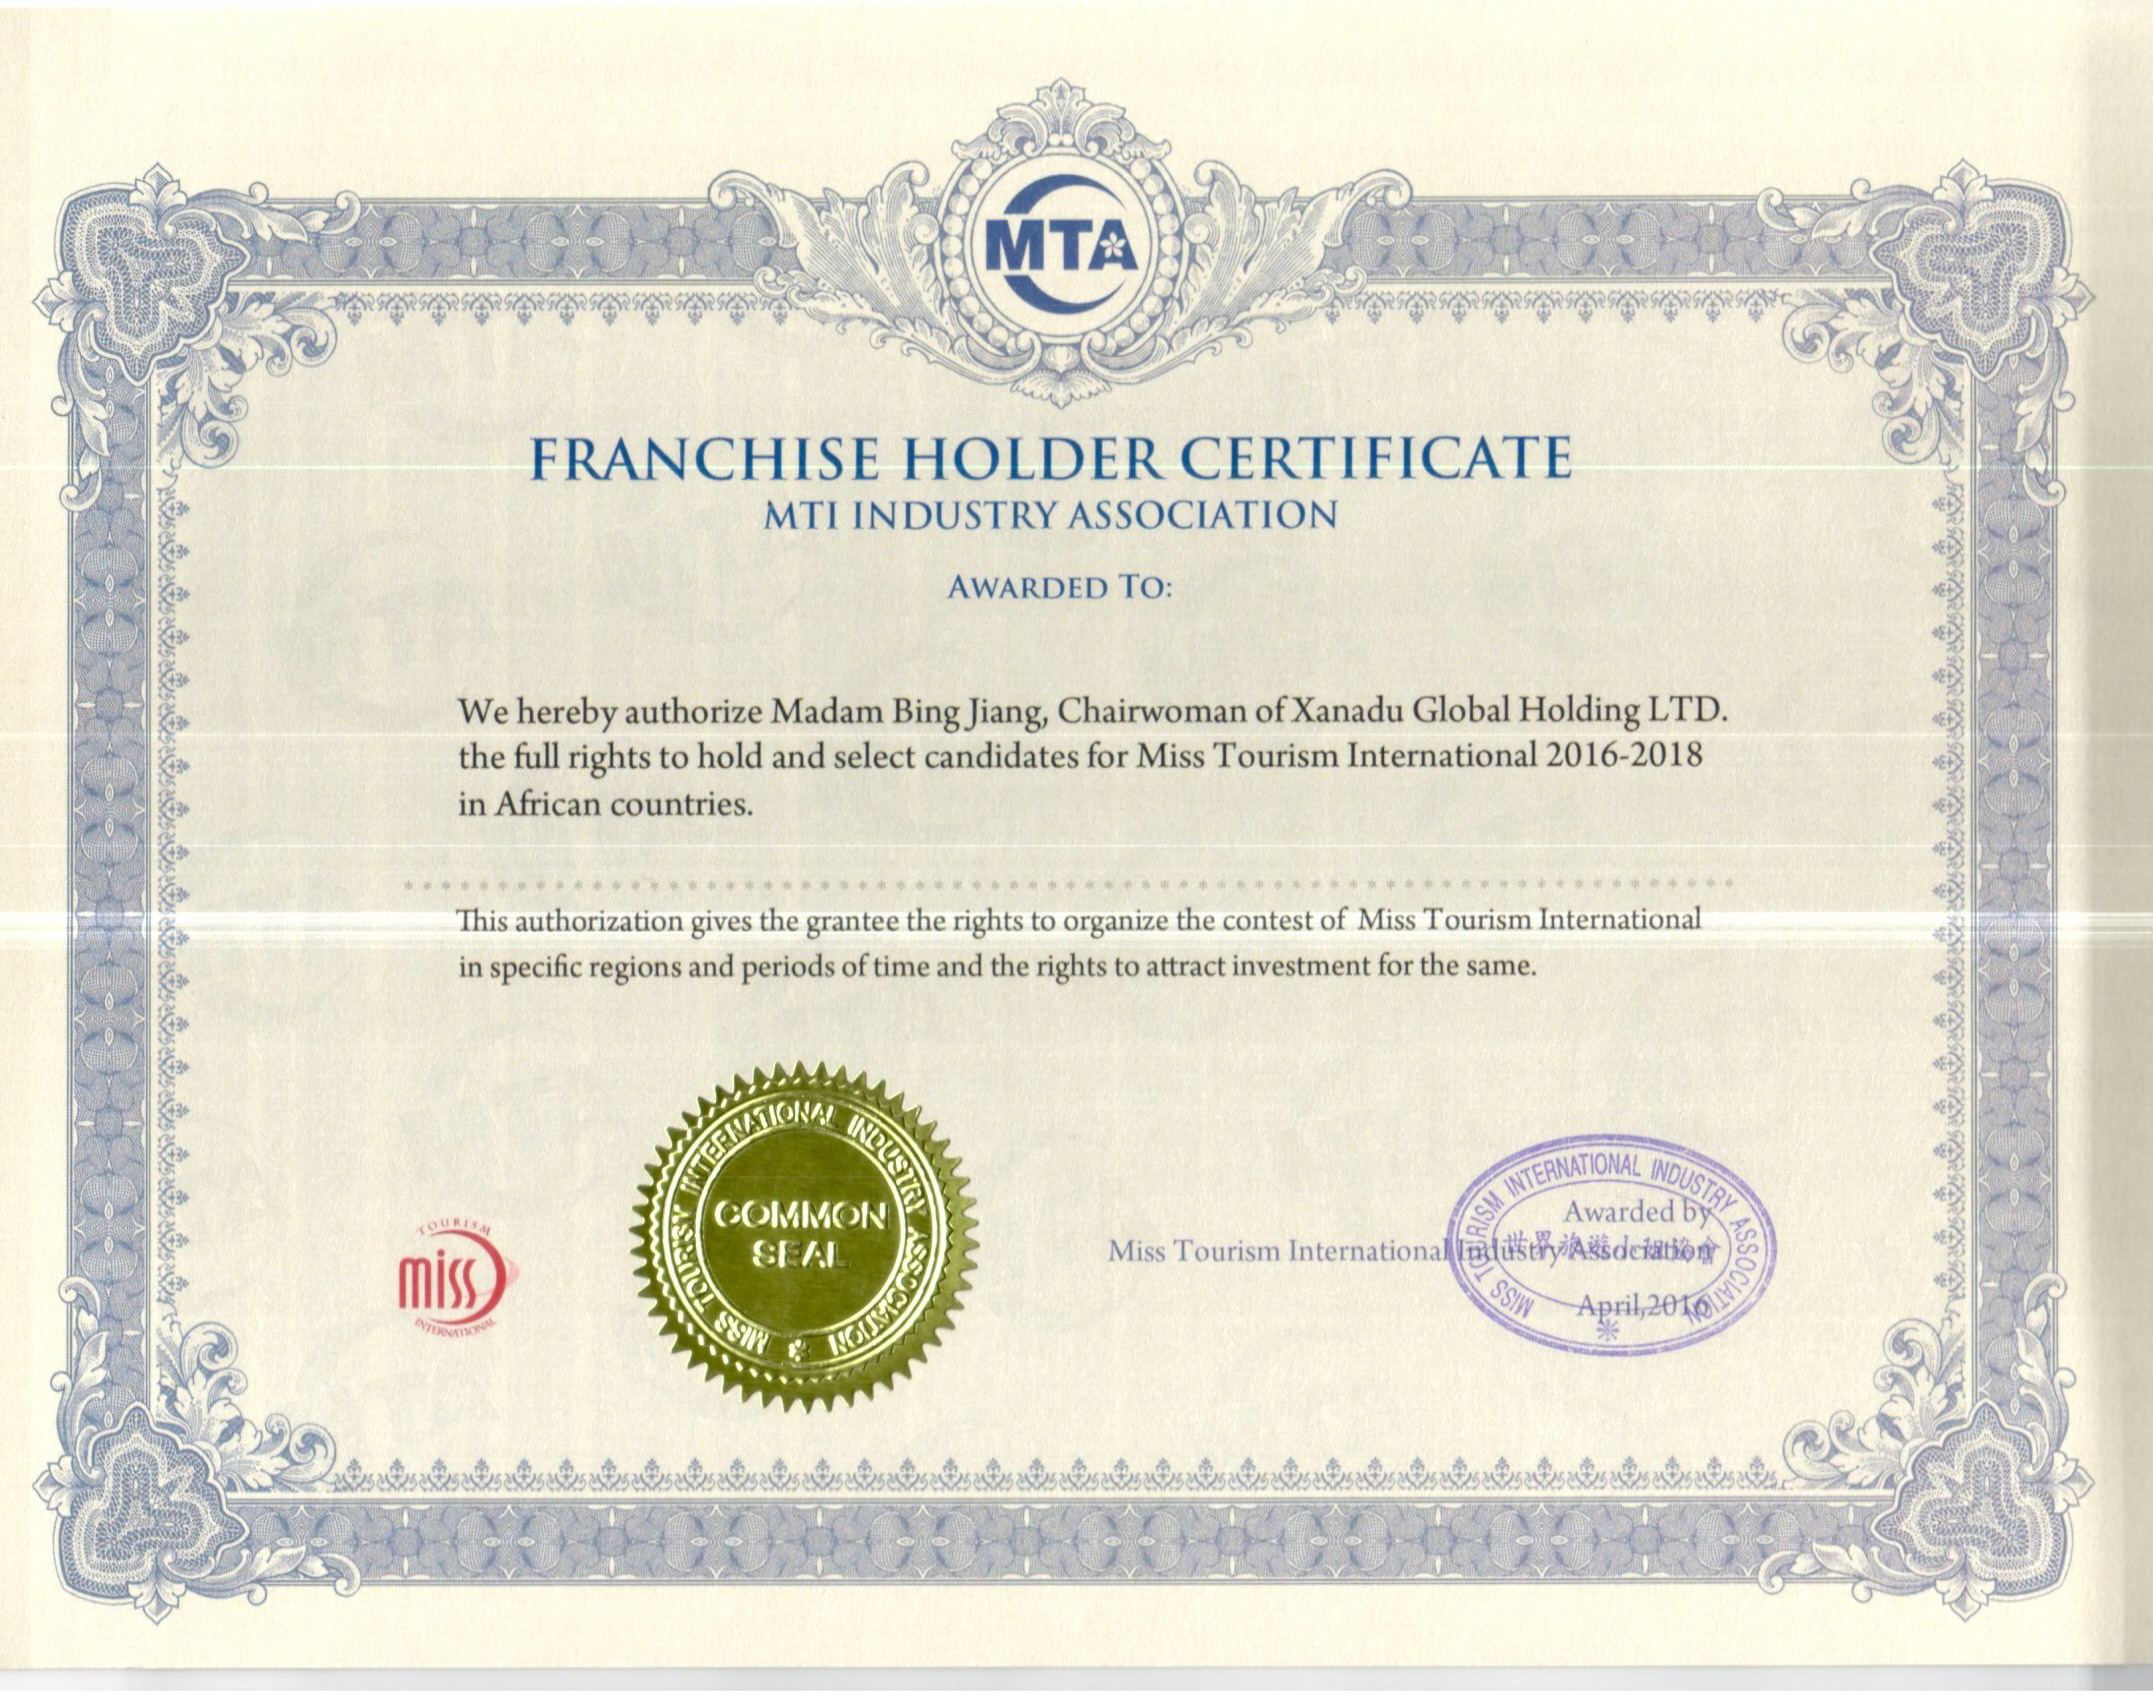 MTA
FRANCHISE HOLDER CERTIFICATE
MTI INDUSTRY ASSOCIATION
AWARDED TO:
We hereby authorize Madam Bing Jiang, Chairwoman of Xanadu Global Holding LTD.
the full rights to hold and select candidates for Miss Tourism International 2016-2018
in African countries.
This authorization gives the grantee the rights to organize the contest of Miss Tourism International
in specific regions and periods of time and the rights to attract investment for the same.
TOURISM
miss
INTERNATIONAL
MISS TOURISM INTERNATIONAL INDUSTRY ASSOCIATION
COMMON
SEAL
MISS TOURISM INTERNATIONAL INDUSTRY ASSOCIATION
Awarded by
Miss Tourism International Industry Association
世界旅遊小姐協會
April,2016